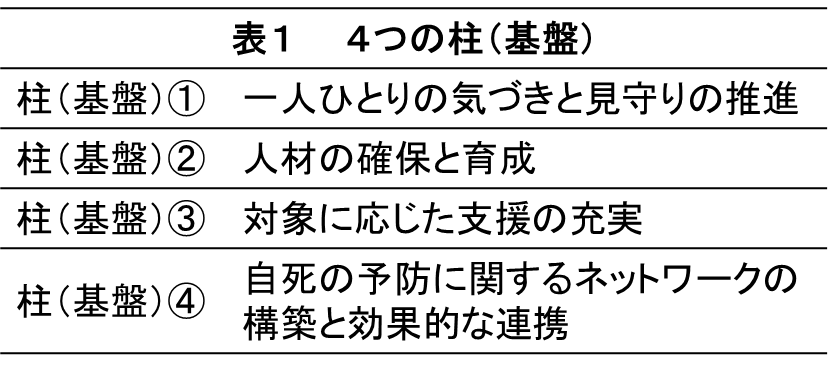 表1 4つの柱(基盤)
柱(基盤)① 一人ひとりの気づきと見守りの推進
柱(基盤)② 人材の確保と育成
柱(基盤)③ 対象に応じた支援の充実
柱(基盤)④ 自死の予防に関するネットワークの
構築と効果的な連携